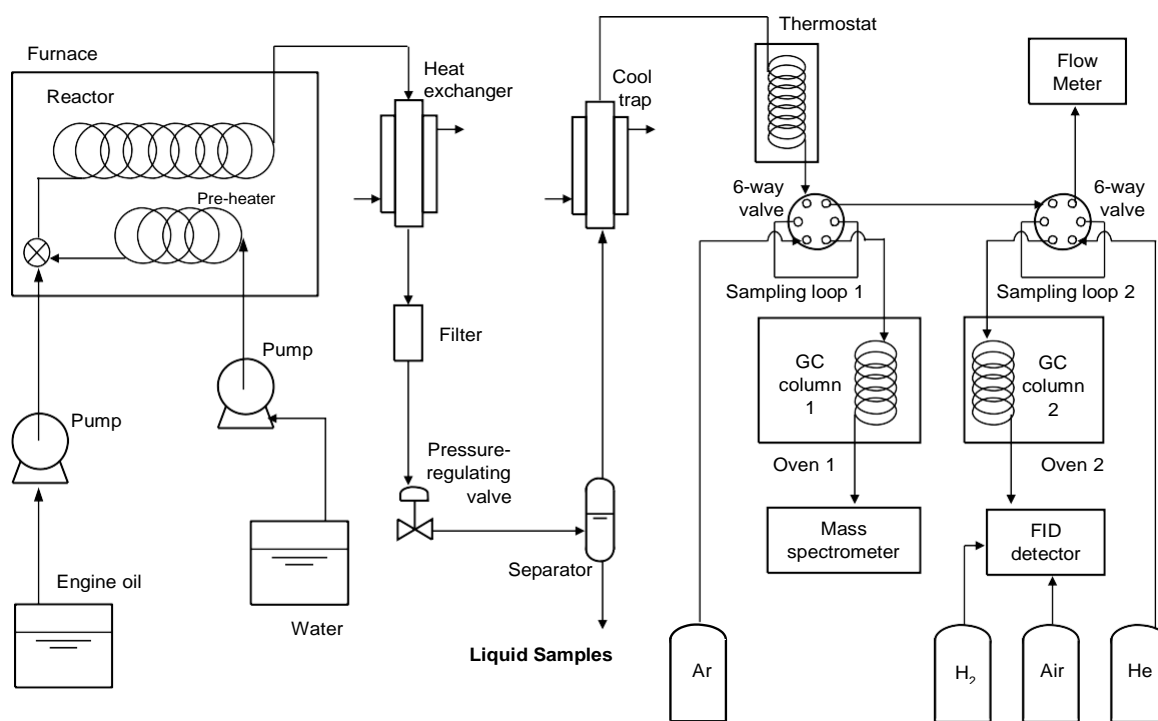 Thermostat
Furnace
Heat
exchanger
Cool
trap
Flow
Meter
Reactor
Pre-heater
6-way
valve
6-way
valve
Sampling loop 1
Sampling loop 2
Pump
Filter
GC
column
1
GC
column
2
Pump
Pressure-
regulating
valve
Oven 1
Oven 2
Mass
spectrometer
FID
detector
Separator
Engine oil
Water
Liquid Samples
Ar
H2
Air
He